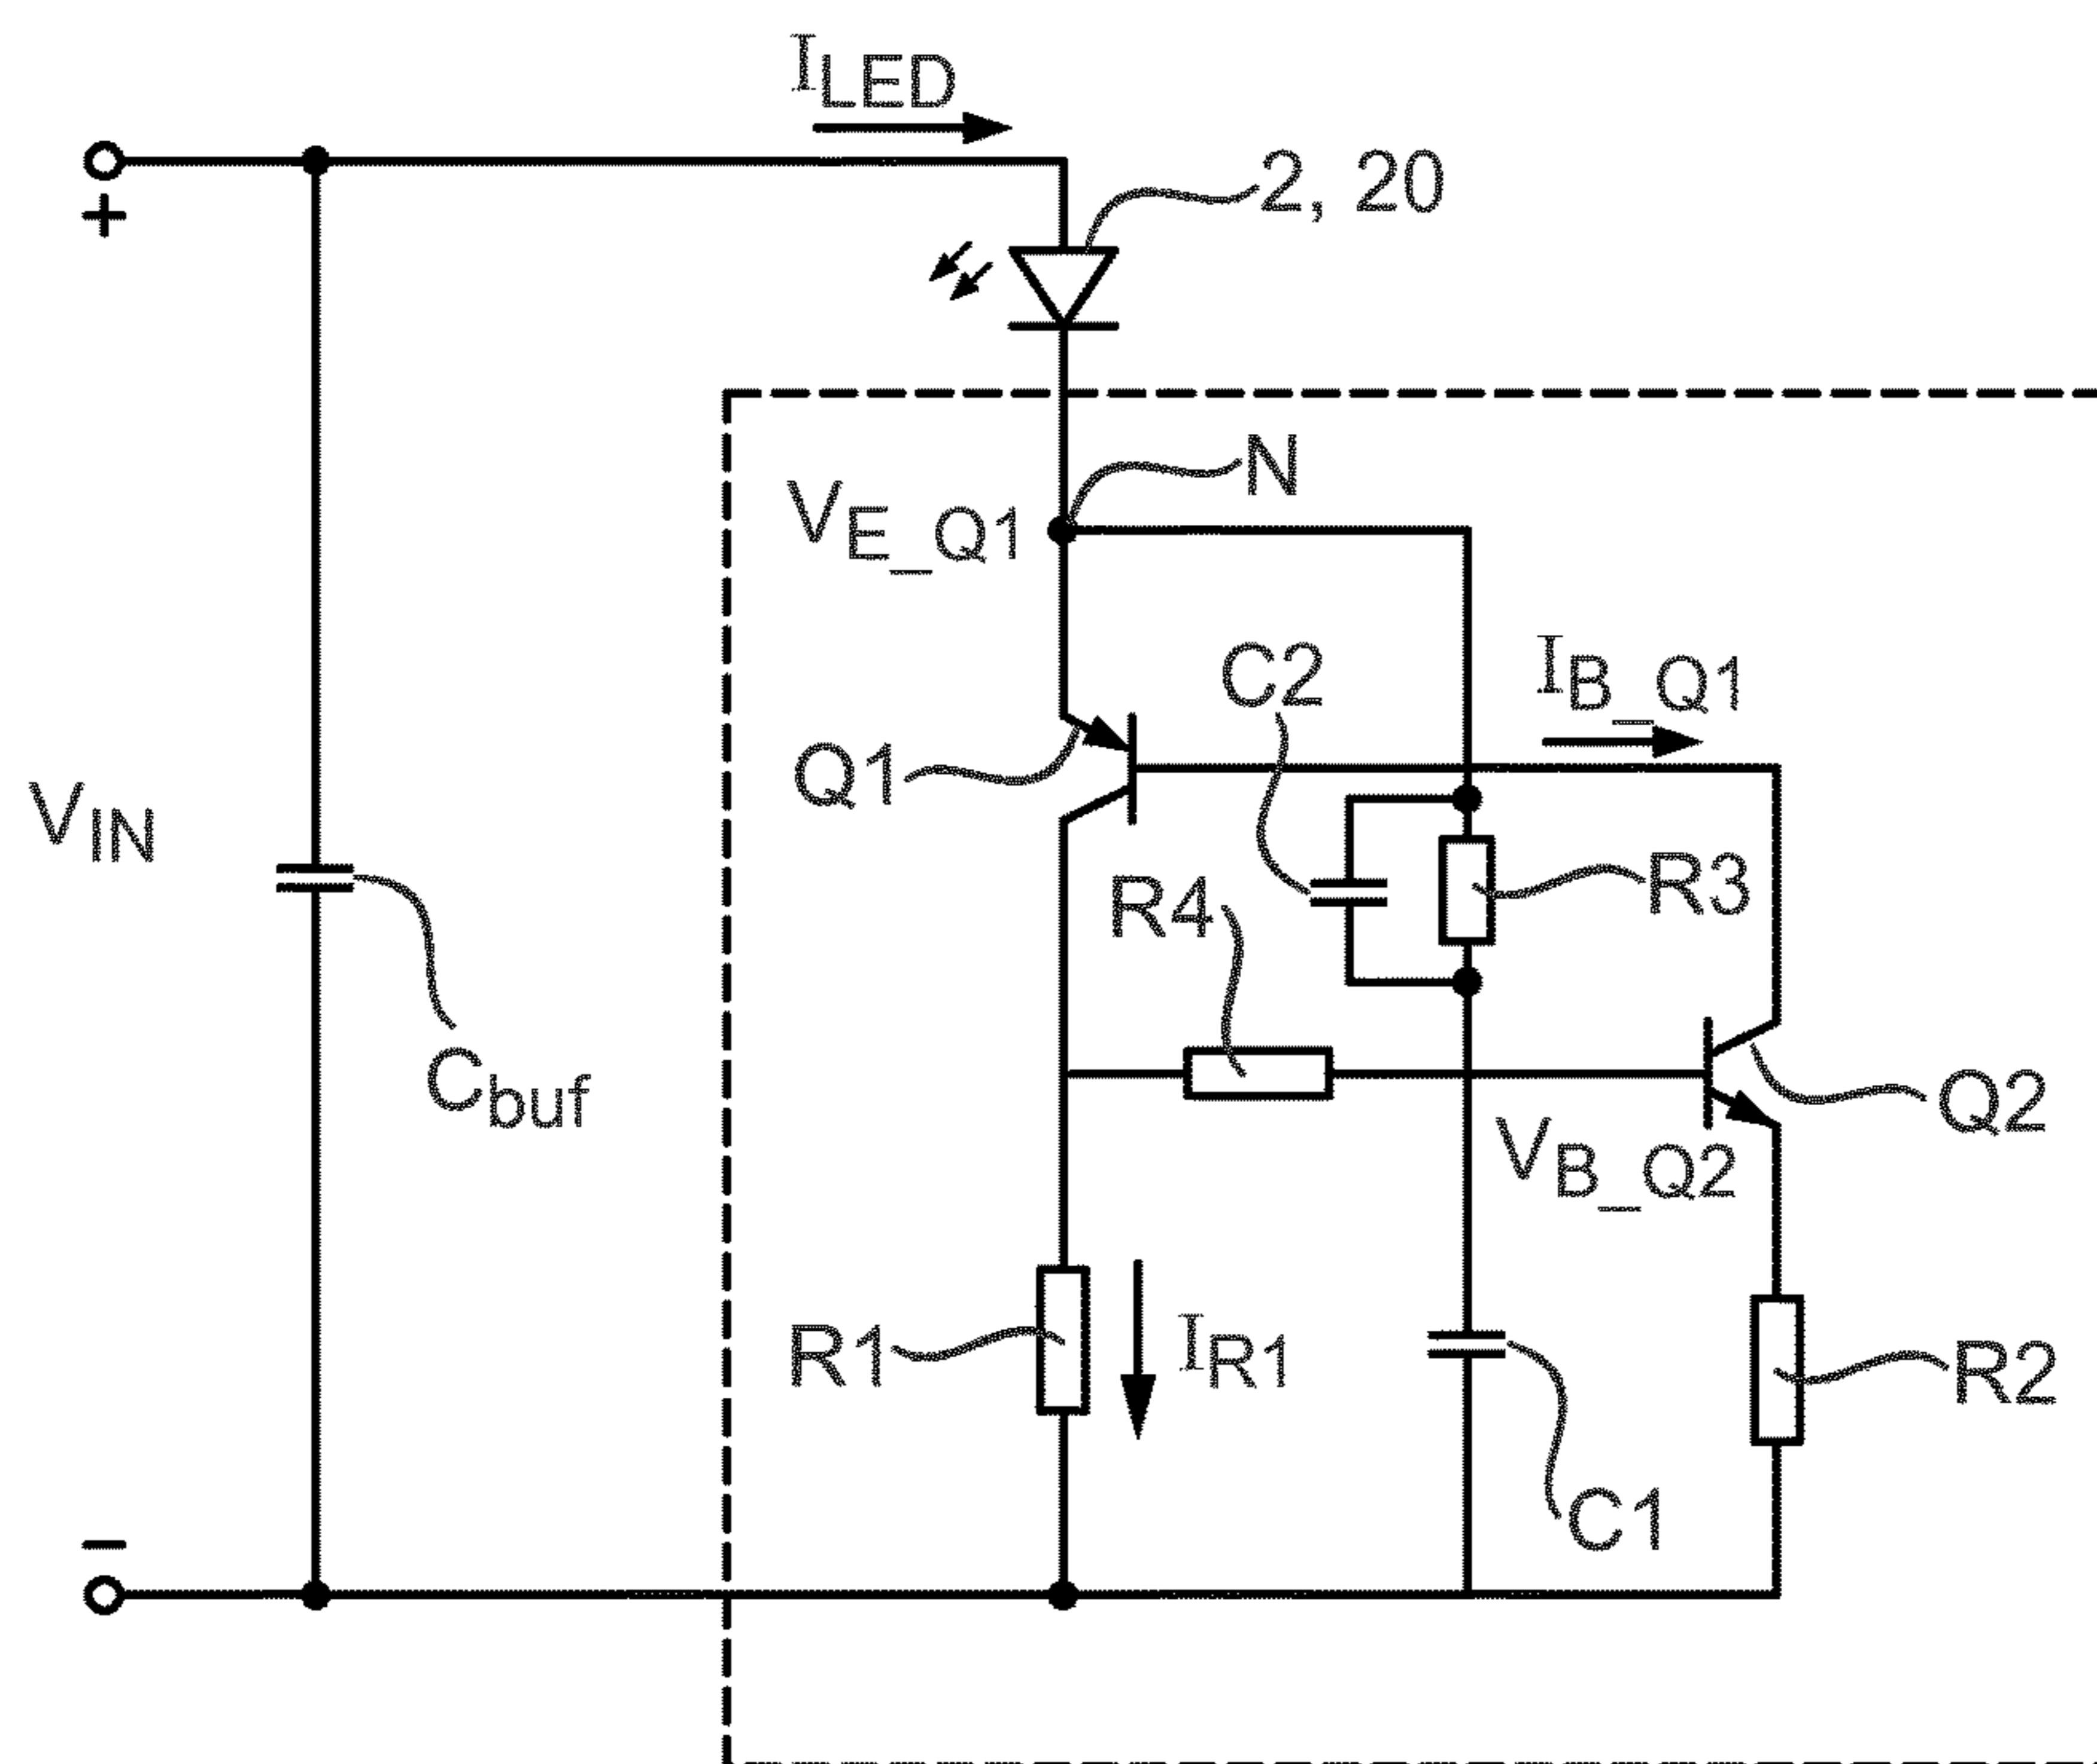 I_LED
+
2, 20
N
V_E_Q1
C2
I_B_Q1
Q1
V_IN
R4
R3
C_buf
Q2
V_B_Q2
R1
I_R1
R2
C1
−